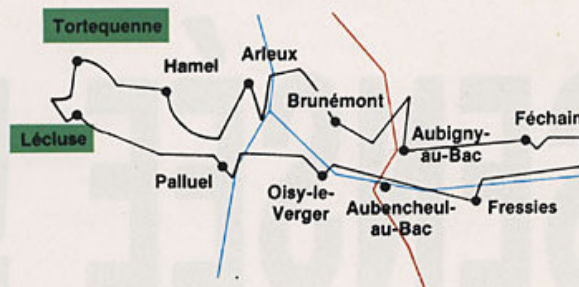 Tortequenne
Arleux
Hamel
Brunémont
Féchain
Aubigny-
au-Bac
Lécluse
Palluel
Oisy-le-
Verger
Aubencheul-
au-Bac
Fressies